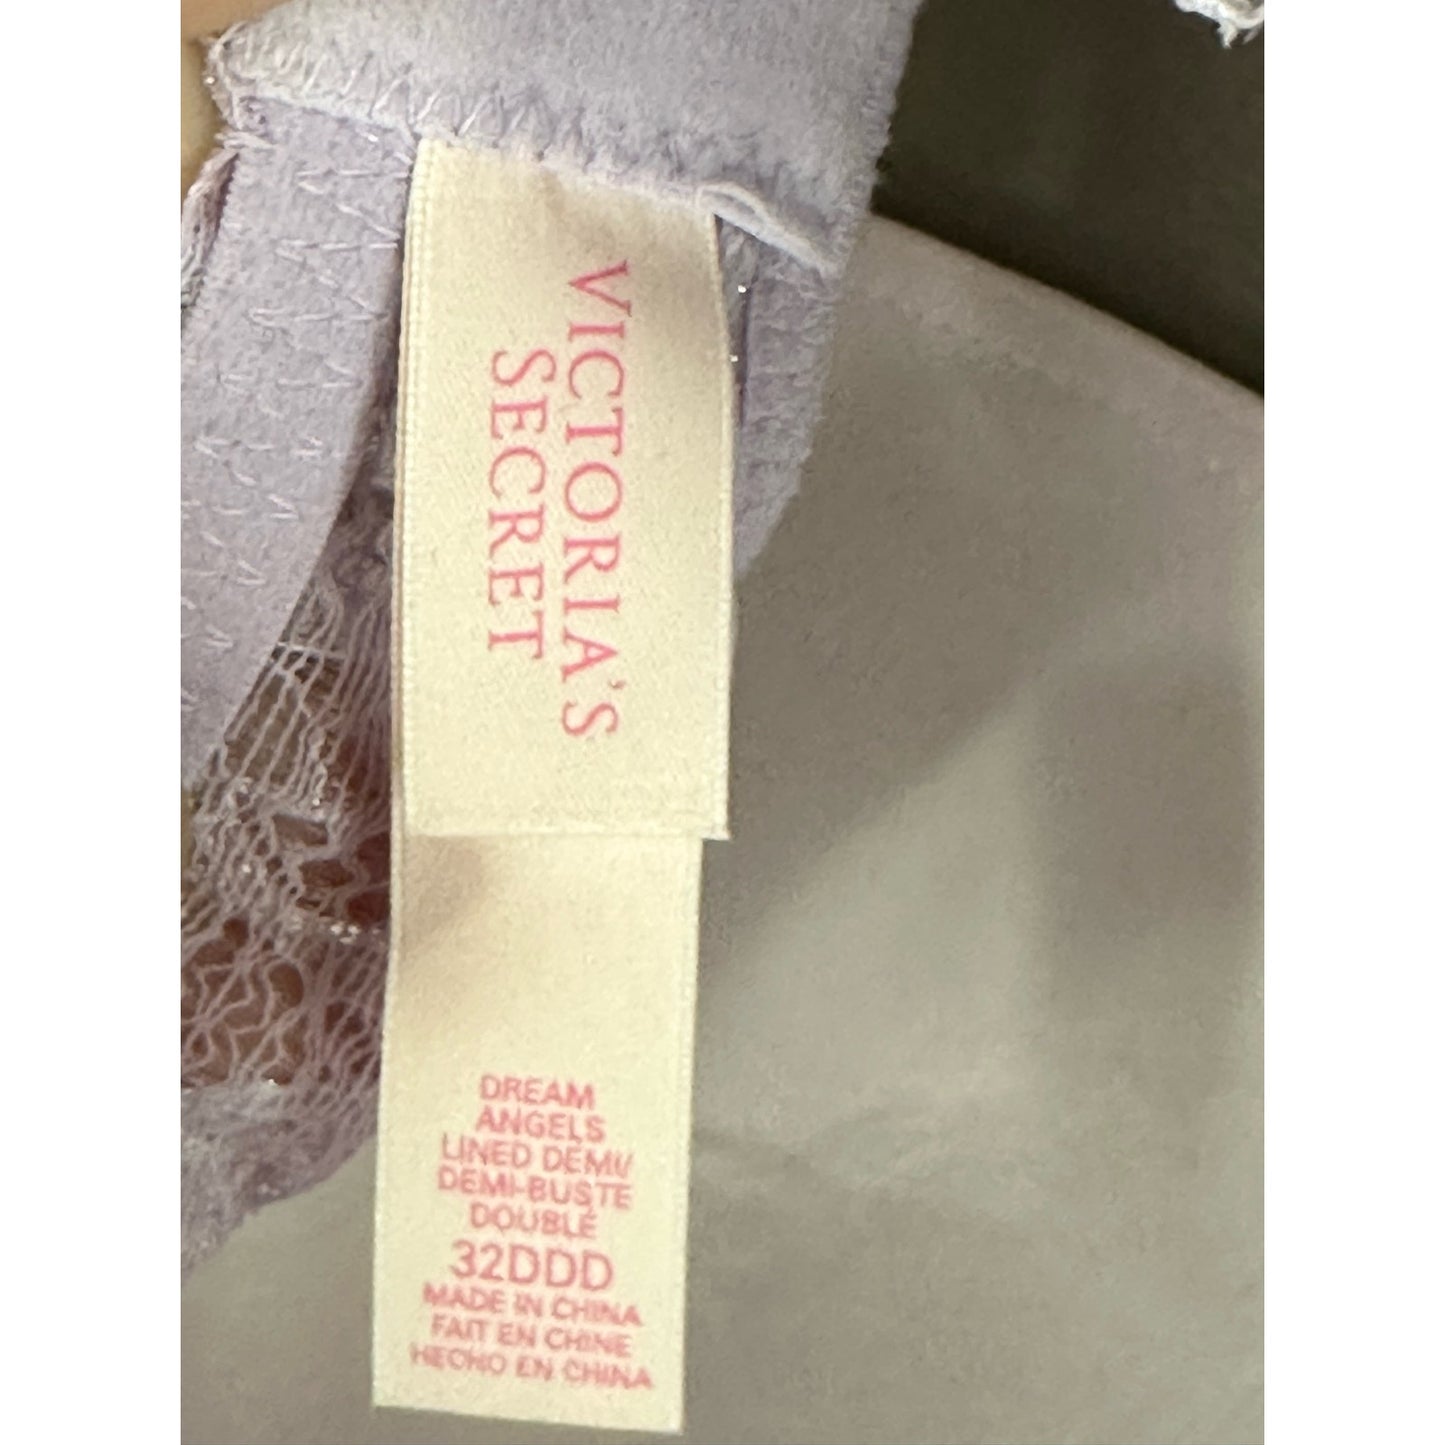 VICTORIA'S
SECRET
DREAM
ANGELS
LINED DEMI/
DEMI-BUSTE
DOUBLÉ
32DDD
MADE IN CHINA
FAIT EN CHINE
HECHO EN CHINA